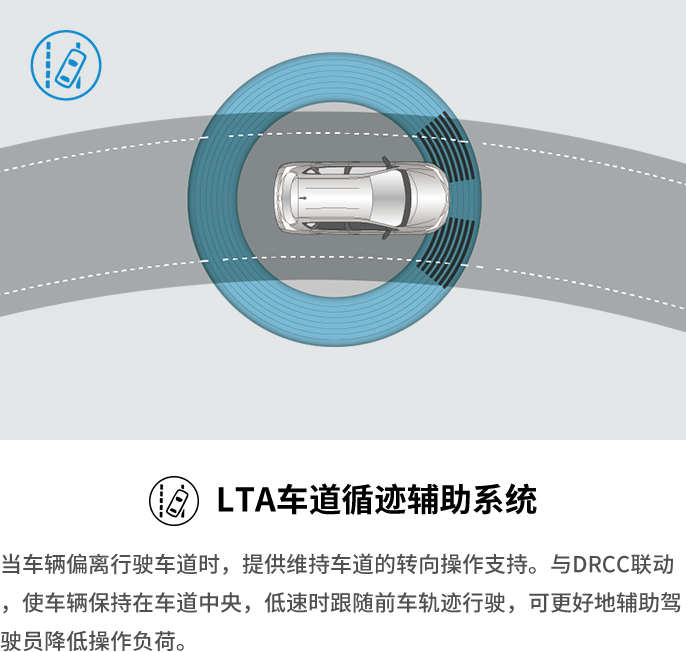 LTA车道循迹辅助系统
当车辆偏离行驶车道时，提供维持车道的转向操作支持。与DRCC联动
，使车辆保持在车道中央，低速时跟随前车轨迹行驶，可更好地辅助驾
驶员降低操作负荷。